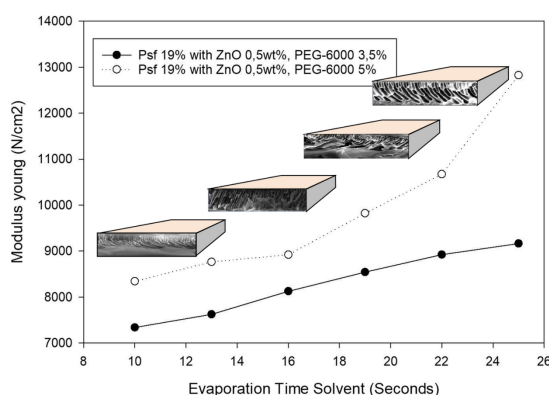 14000
13000
12000
11000
10000
9000
8000
7000
Modulus young (N/cm2)
Psf 19% with ZnO 0,5wt%, PEG-6000 3,5%
Psf 19% with ZnO 0,5wt%, PEG-6000 5%
8 10 12 14 16 18 20 22 24 26
Evaporation Time Solvent (Seconds)